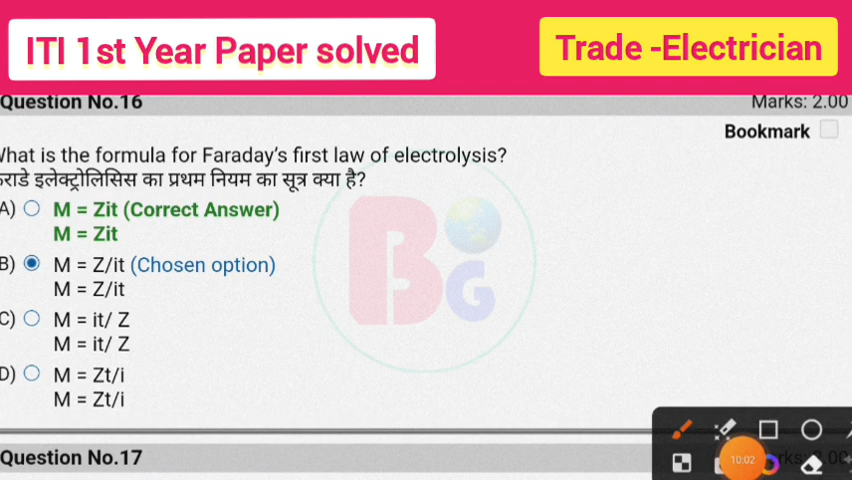 ITI 1st Year Paper solved
Trade -Electrician
Question No.16 Marks: 2.00
Bookmark
What is the formula for Faraday's first law of electrolysis?
इलेक्ट्रोलिसिस का प्रथम नियम का सूत्र क्या है?
A) M = Zit (Correct Answer)
M = Zit
B) M = Z/it (Chosen option)
M = Z/it
C) M = it/ Z
M = it/ Z
D) M = Zt/i
M = Zt/i
B G
Question No.17
10:02